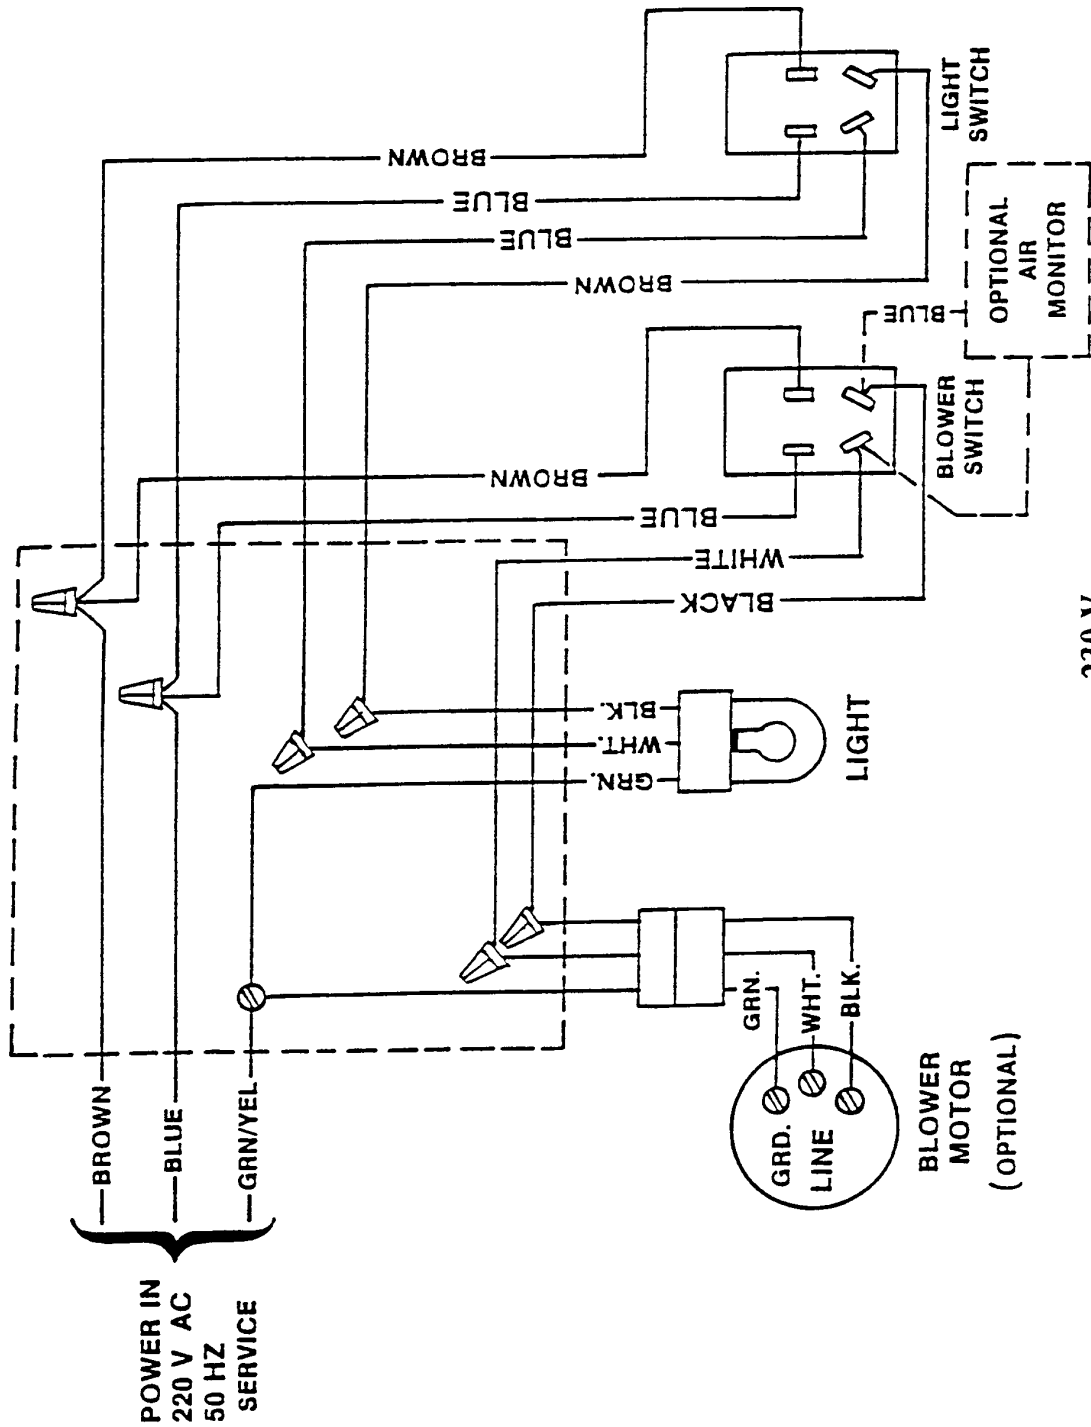 POWER IN
220 V AC
50 HZ
SERVICE
BROWN
BLUE
GRN/YEL
BROWN
BLUE
BLUE
BROWN
BROWN
BLUE
WHITE
BLACK
BLK.
WHT.
GRN.
LIGHT
GRN.
WHT.
BLK.
GRD.
LINE
BLOWER
MOTOR
(OPTIONAL)
BLOWER
SWITCH
BLUE
OPTIONAL
AIR
MONITOR
LIGHT
SWITCH